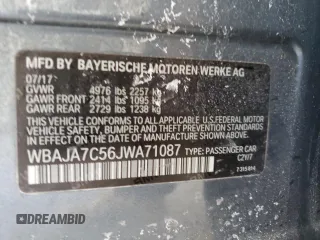 MFD BY BAYERISCHE MOTOREN WERKE AG
07/17
GVWR 4976 lbs 2257 kg
GAWR FRONT 2414 lbs 1095 kg
GAWR REAR 2729 lbs 1238 kg
THIS VEHICLE CONFORMS TO ALL APPLICABLE
U.S. FEDERAL MOTOR VEHICLE SAFETY, BUMPER,
AND THEFT PREVENTION STANDARDS IN
EFFECT ON THE DATE OF MANUFACTURE SHOWN ABOVE.
WBAJA7C56JWA71087 TYPE: PASSENGER CAR